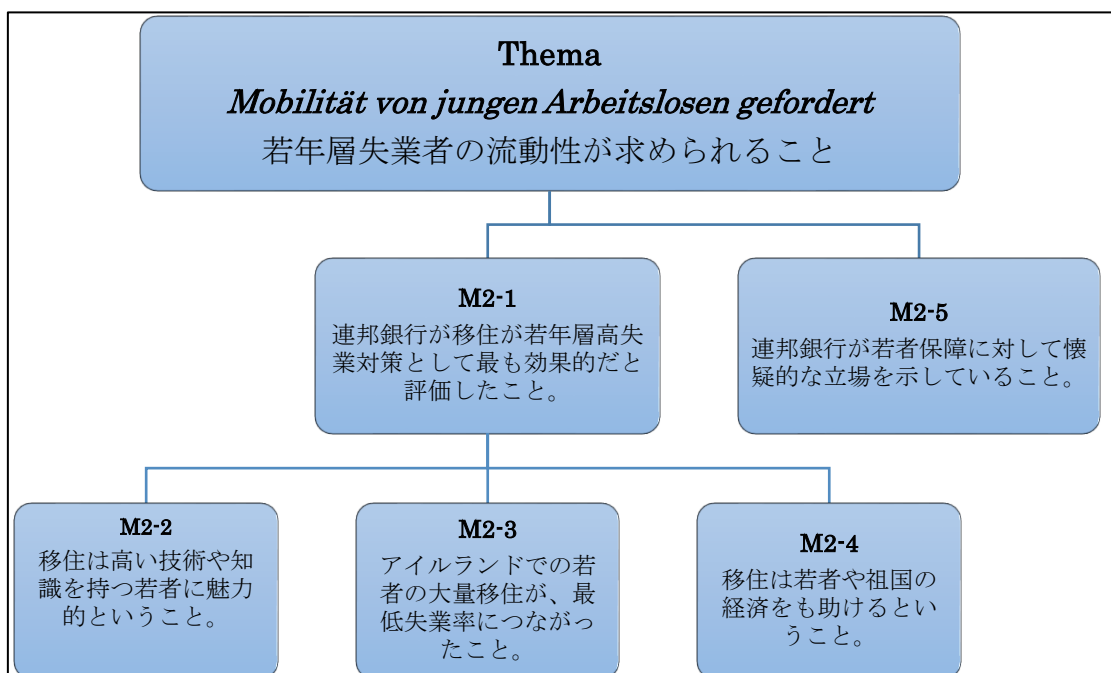 Thema
Mobilität von jungen Arbeitslosen gefordert
若年層失業者の流動性が求められること
M2-1
連邦銀行が移住が若年層高失
業対策として最も効果的だと
評価したこと。
M2-5
連邦銀行が若者保障に対して懐
疑的な立場を示していること。
M2-2
移住は高い技術や知
識を持つ若者に魅力
的ということ。
M2-3
アイルランドでの若
者の大量移住が、最
低失業率につながっ
たこと。
M2-4
移住は若者や祖国の
経済をも助けるとい
うこと。